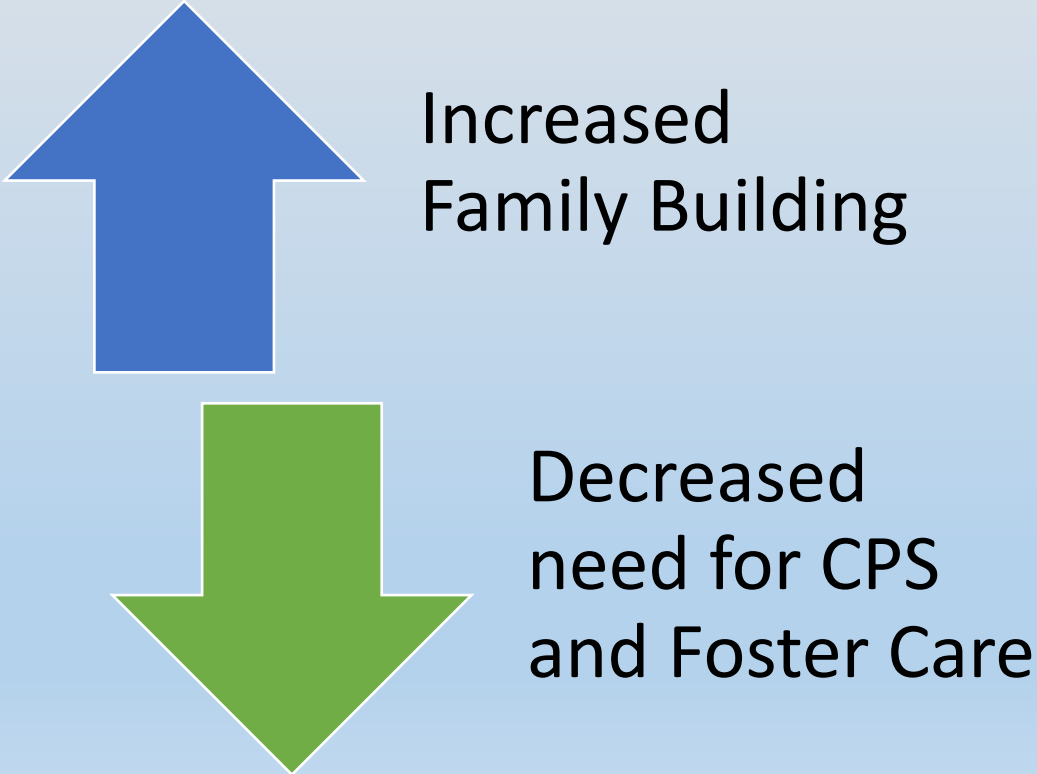 Increased
Family Building
Decreased
need for CPS
and Foster Care